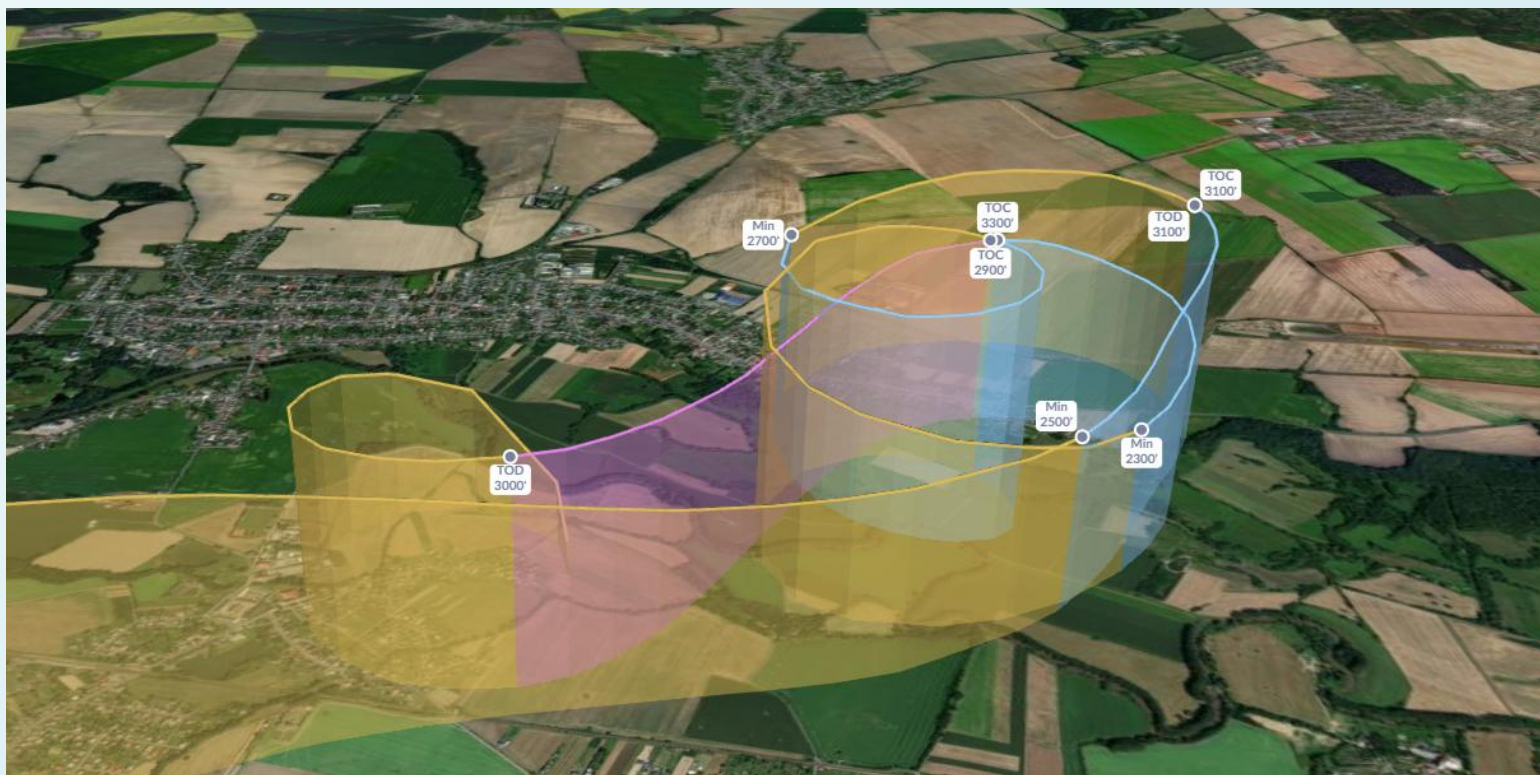 TOC
3100'
TOC
3300'
Min
2700'
TOD
3100'
TOC
2900'
Min
2500'
Min
2300'
TOD
3000'